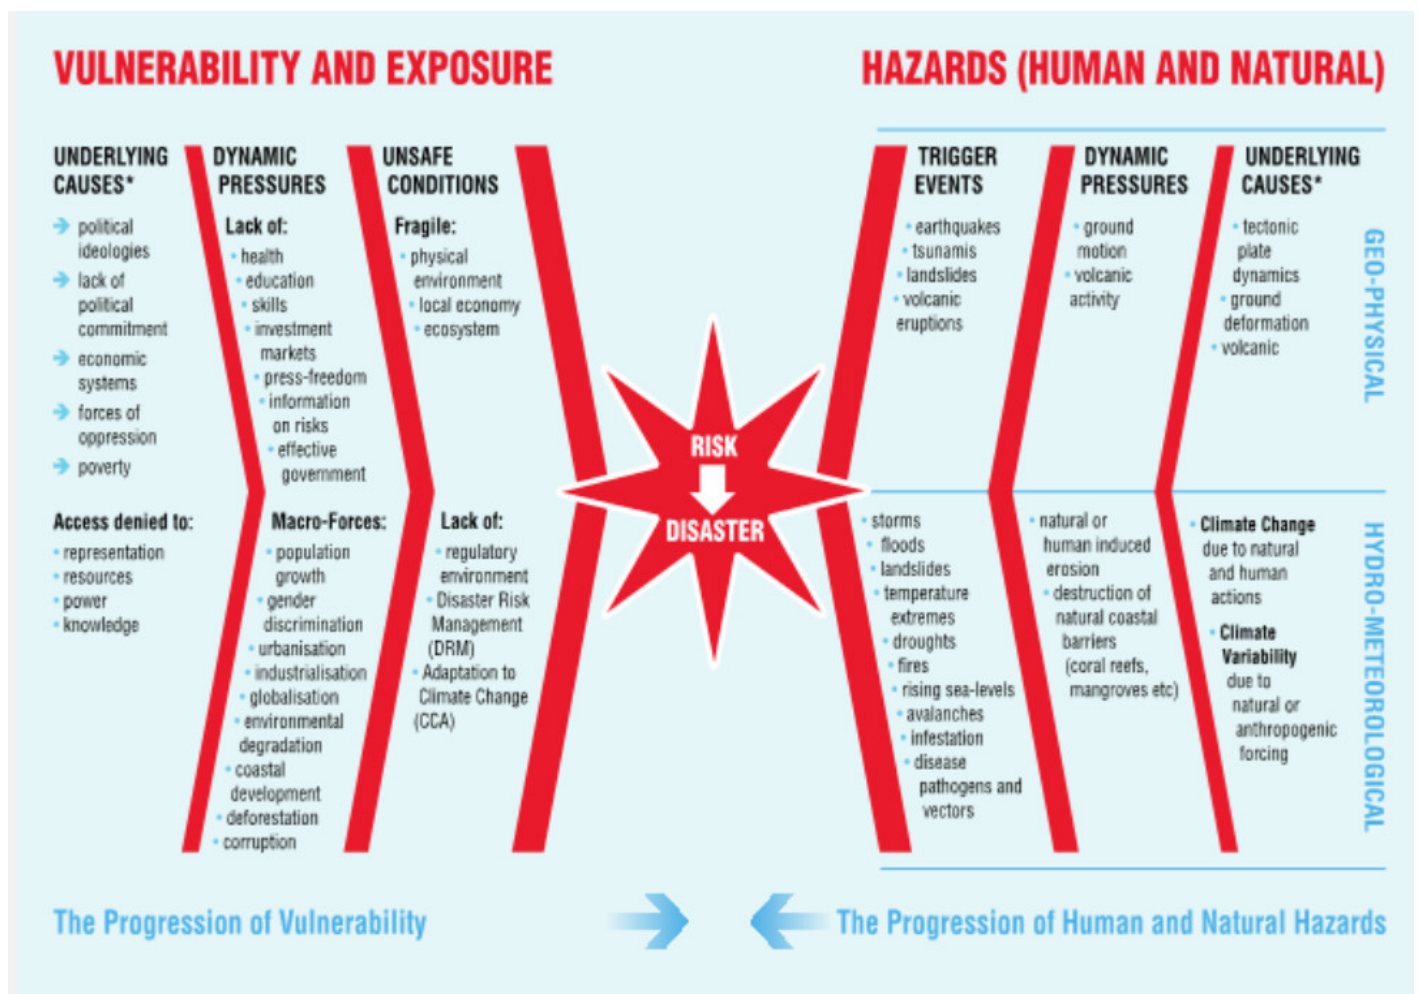 VULNERABILITY AND EXPOSURE
HAZARDS (HUMAN AND NATURAL)
UNDERLYING
CAUSES*
political
ideologies
lack of
political
commitment
economic
systems
forces of
oppression
poverty
Access denied to:
representation
resources
power
knowledge
DYNAMIC
PRESSURES
Lack of:
health
education
skills
investment
markets
press-freedom
information
on risks
effective
government
Macro-Forces:
population
growth
gender
discrimination
urbanisation
industrialisation
globalisation
environmental
degradation
coastal
development
deforestation
corruption
UNSAFE
CONDITIONS
Fragile:
physical
environment
local economy
ecosystem
Lack of:
regulatory
environment
Disaster Risk
Management
(DRM)
Adaptation to
Climate Change
(CCA)
RISK
DISASTER
TRIGGER
EVENTS
earthquakes
tsunamis
landslides
volcanic
eruptions
storms
floods
landslides
temperature
extremes
droughts
fires
rising sea-levels
avalanches
infestation
disease
pathogens and
vectors
DYNAMIC
PRESSURES
ground
motion
volcanic
activity
natural or
human induced
erosion
destruction of
natural coastal
barriers
(coral reefs,
mangroves etc)
UNDERLYING
CAUSES*
tectonic
plate
dynamics
ground
deformation
volcanic
Climate Change
due to natural
and human
actions
Climate
Variability
due to
natural or
anthropogenic
forcing
GEO-PHYSICAL
HYDRO-METEOROLOGICAL
The Progression of Vulnerability
The Progression of Human and Natural Hazards